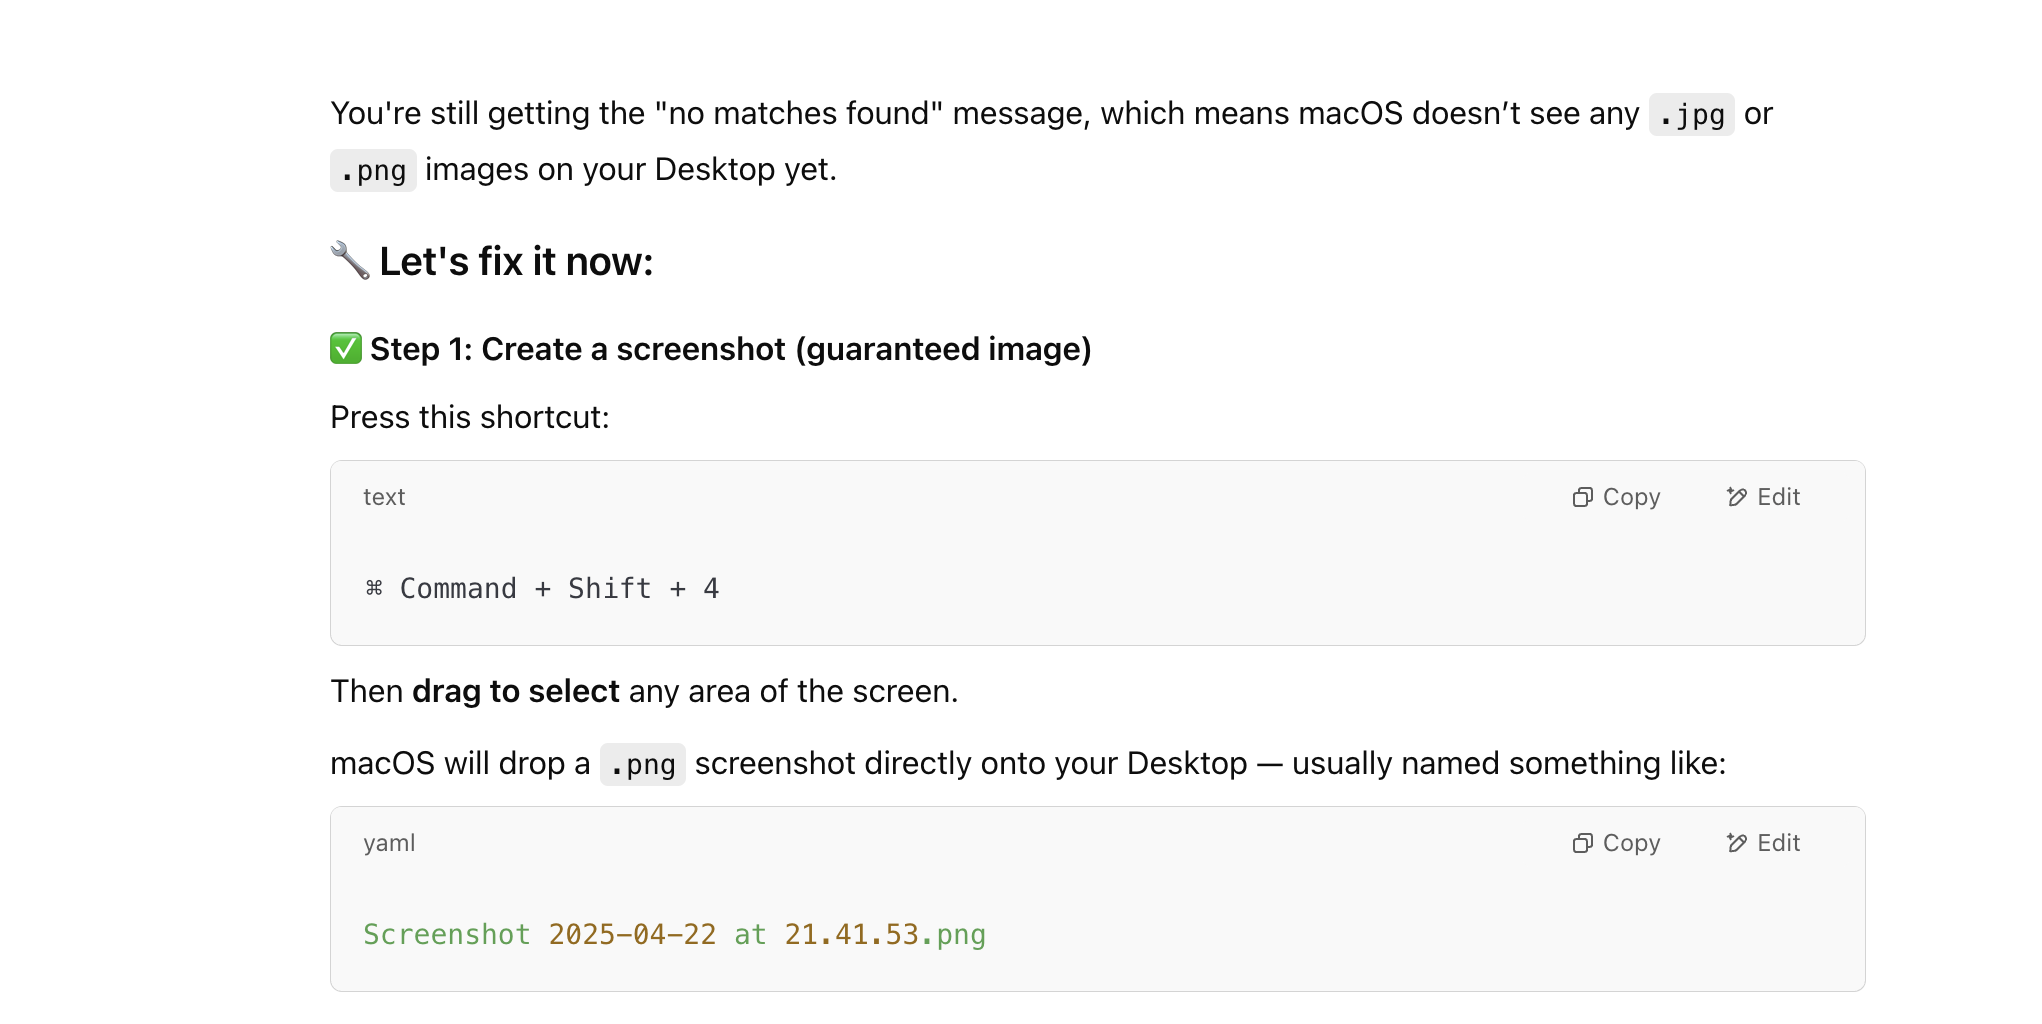 You're still getting the "no matches found" message, which means macOS doesn’t see any .jpg or
.png images on your Desktop yet.
🔧 Let's fix it now:
✅ Step 1: Create a screenshot (guaranteed image)
Press this shortcut:
text Copy Edit
⌘ Command + Shift + 4
Then drag to select any area of the screen.
macOS will drop a .png screenshot directly onto your Desktop — usually named something like:
yaml Copy Edit
Screenshot 2025-04-22 at 21.41.53.png